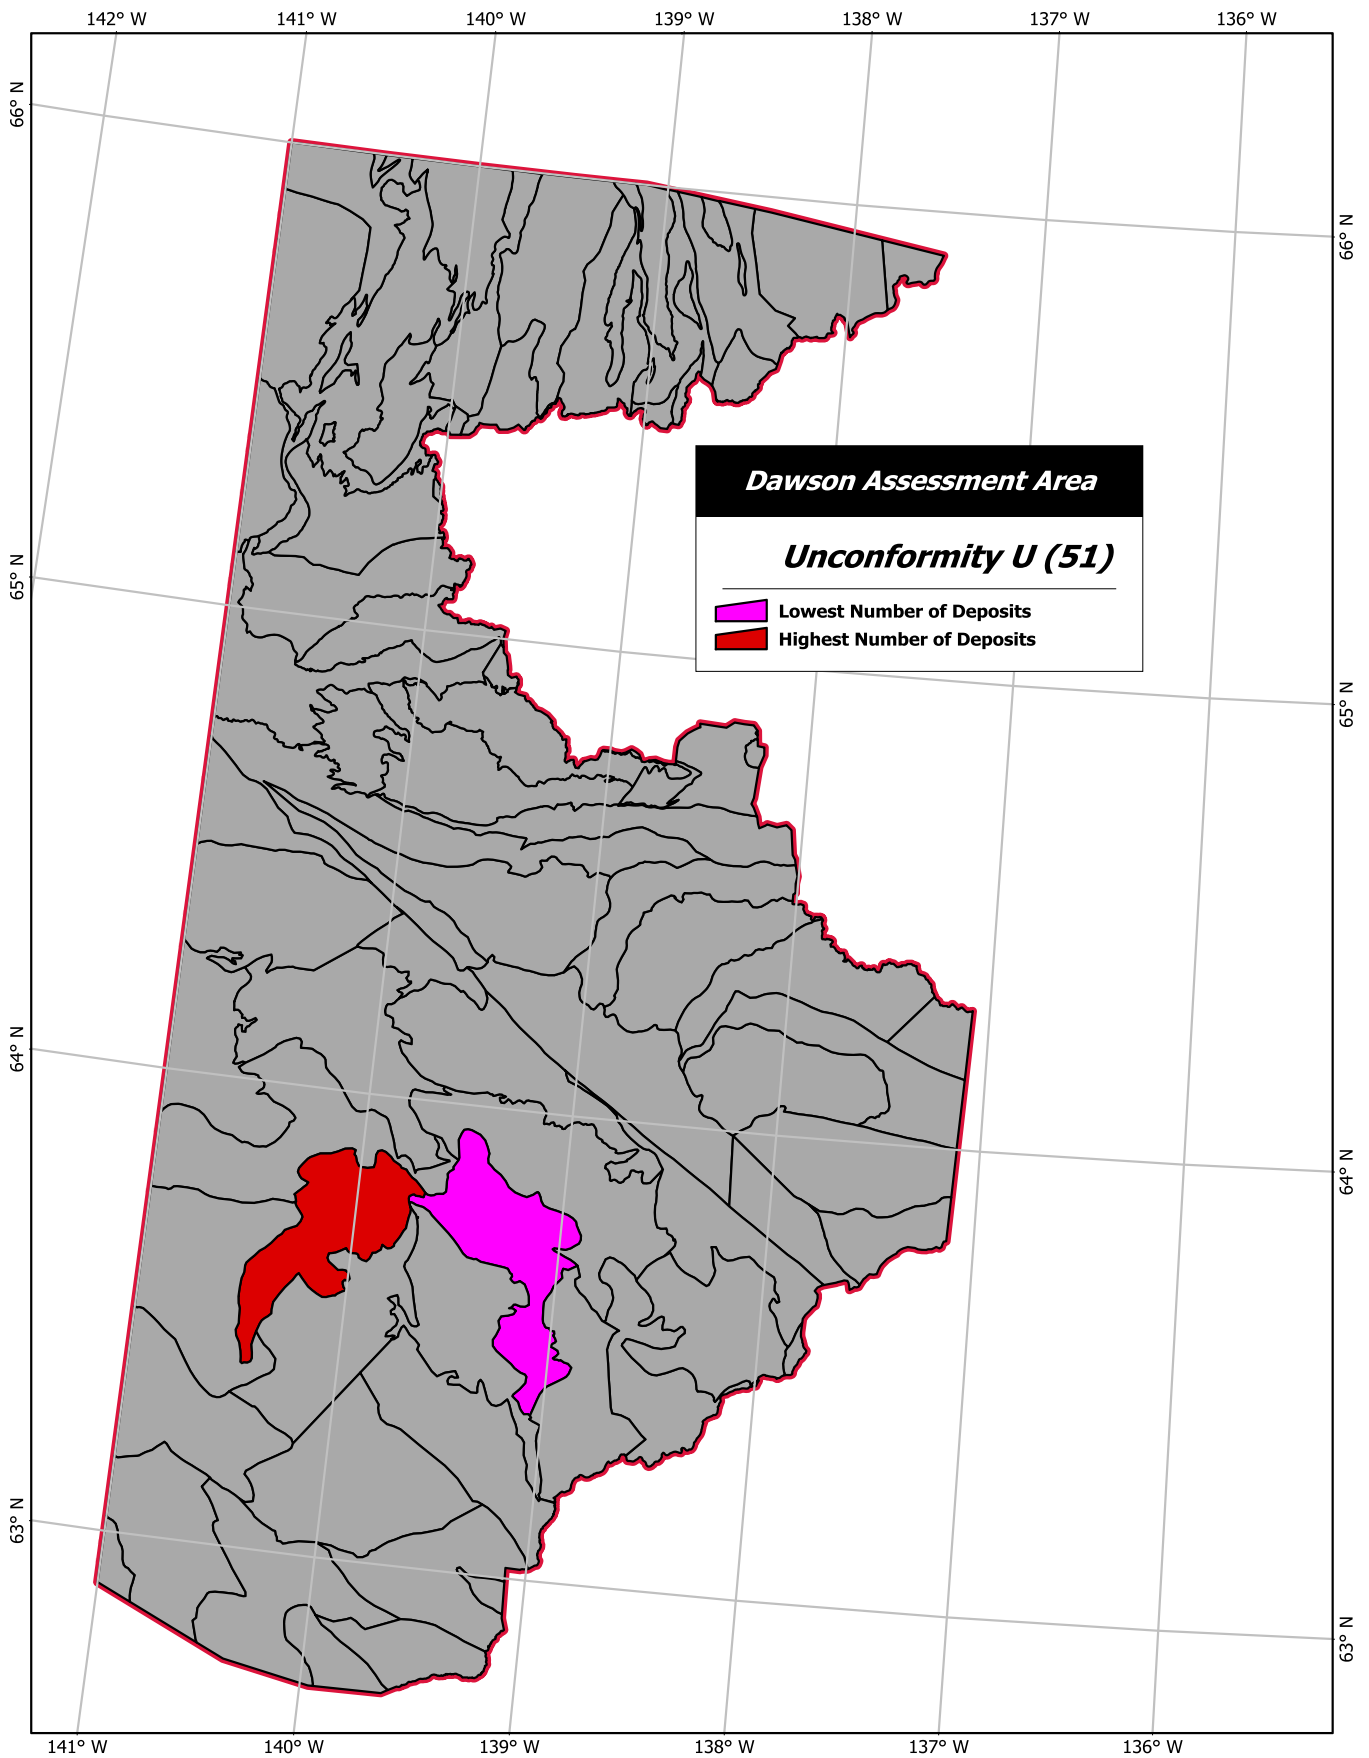 142° W 141° W 140° W 139° W 138° W 137° W 136° W
66° N
66° N
Dawson Assessment Area
Unconformity U (51)
65° N
Lowest Number of Deposits
Highest Number of Deposits
65° N
64° N
64° N
63° N
63° N
141° W 140° W 139° W 138° W 137° W 136° W